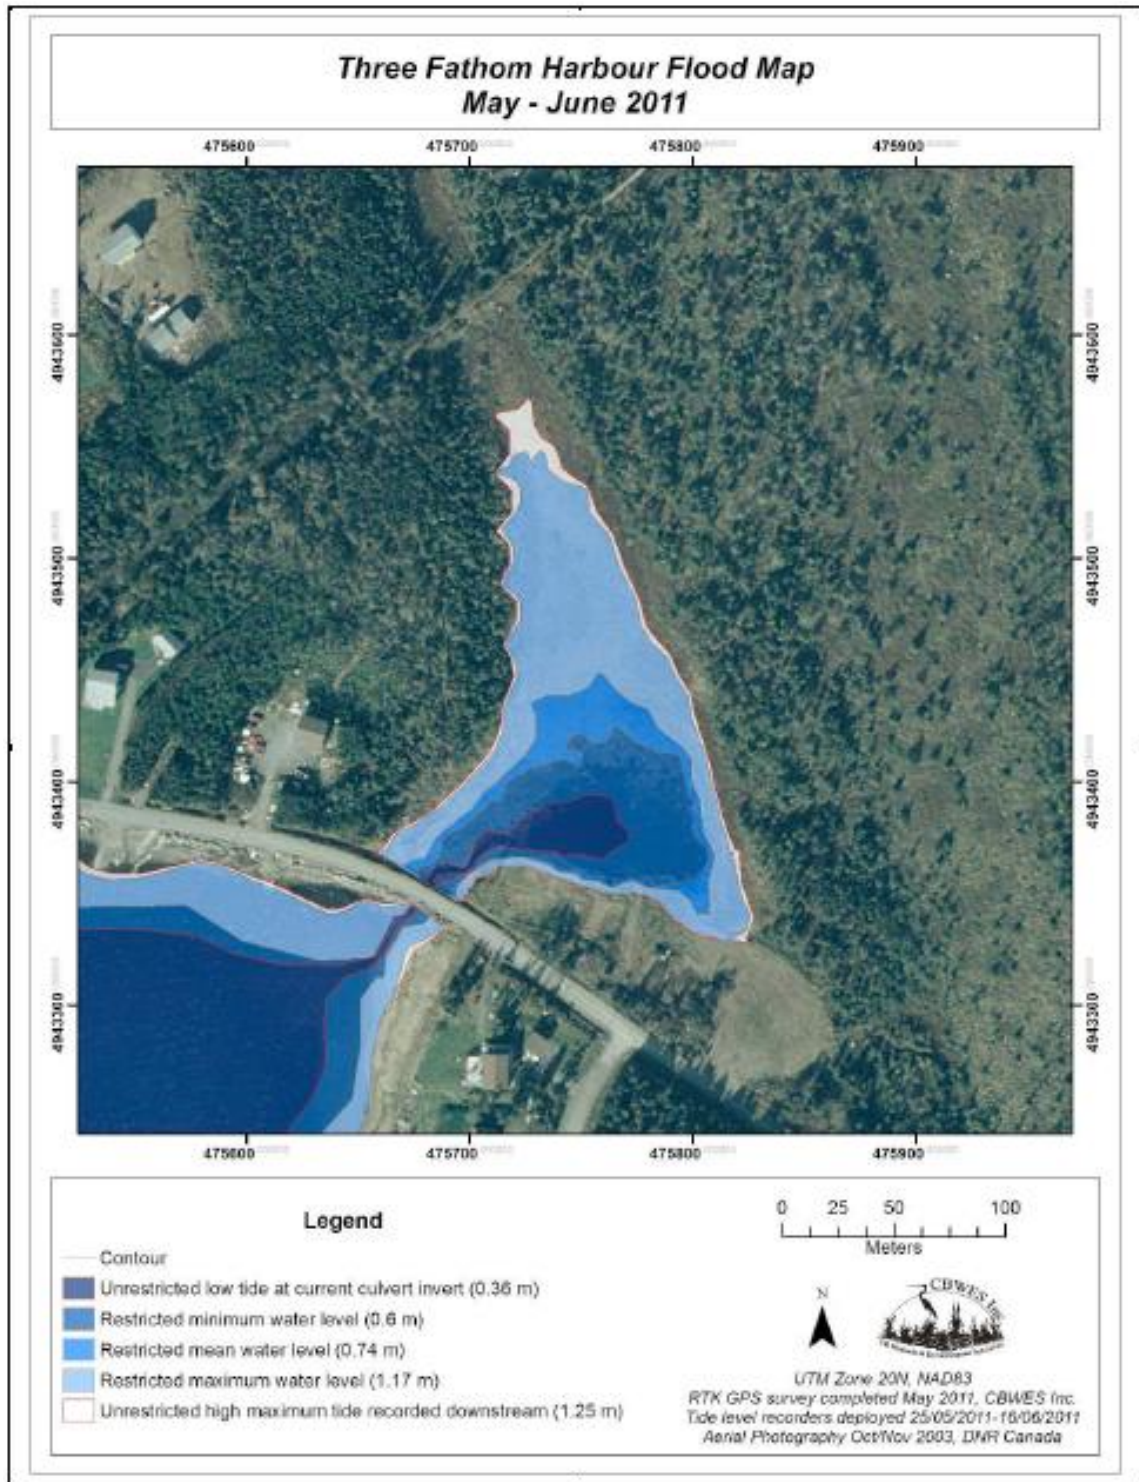 Three Fathom Harbour Flood Map
May - June 2011
475600 475700 475800 475900
4943600 4943600
4943500 4943500
4943400 4943400
4943300 4943300
475600 475700 475800 475900
Legend
Contour
Unrestricted low tide at current culvert invert (0.36 m)
Restricted minimum water level (0.6 m)
Restricted mean water level (0.74 m)
Restricted maximum water level (1.17 m)
Unrestricted high maximum tide recorded downstream (1.25 m)
0 25 50 100
Meters
N
CBWES Inc.
UTM Zone 20N, NAD83
RTK GPS survey completed May 2011, CBWES Inc.
Tide level recorders deployed 25/05/2011-16/06/2011
Aerial Photography Oct/Nov 2003, DNR Canada